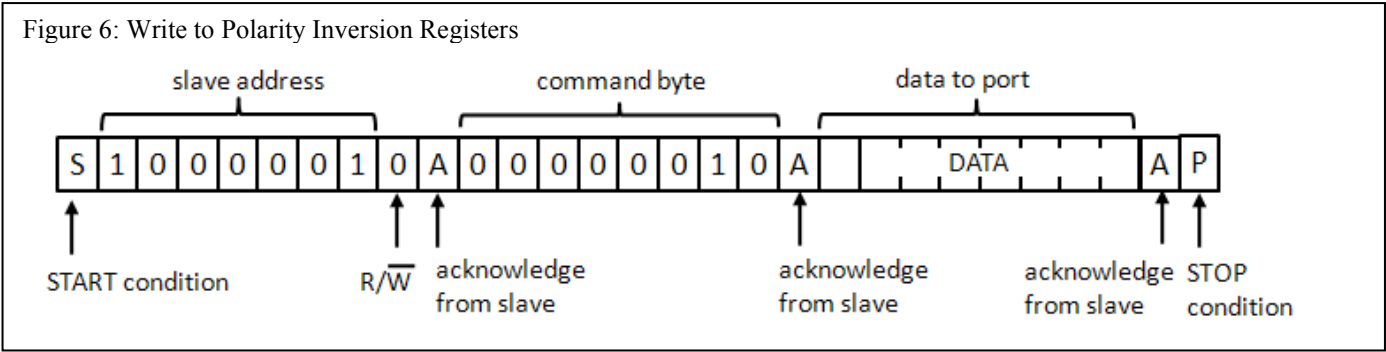 Figure 6: Write to Polarity Inversion Registers
slave address command byte data to port
S 1 0 0 0 0 0 1 0 A 0 0 0 0 0 0 1 0 A DATA A P
START condition R/W̅ acknowledge from slave acknowledge from slave acknowledge from slave STOP condition